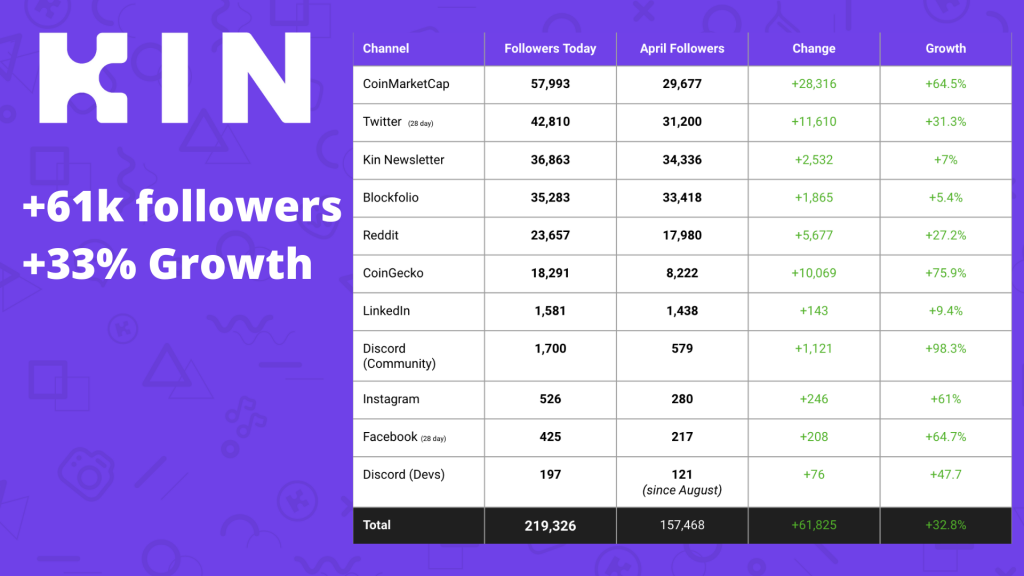 KIN
+61k followers
+33% Growth
Channel Followers Today April Followers Change Growth
CoinMarketCap 57,993 29,677 +28,316 +64.5%
Twitter (28 day) 42,810 31,200 +11,610 +31.3%
Kin Newsletter 36,863 34,336 +2,532 +7%
Blockfolio 35,283 33,418 +1,865 +5.4%
Reddit 23,657 17,980 +5,677 +27.2%
CoinGecko 18,291 8,222 +10,069 +75.9%
LinkedIn 1,581 1,438 +143 +9.4%
Discord 1,700 579 +1,121 +98.3%
(Community)
Instagram 526 280 +246 +61%
Facebook (28 day) 425 217 +208 +64.7%
Discord (Devs) 197 121 +76 +47.7
(since August)
Total 219,326 157,468 +61,825 +32.8%